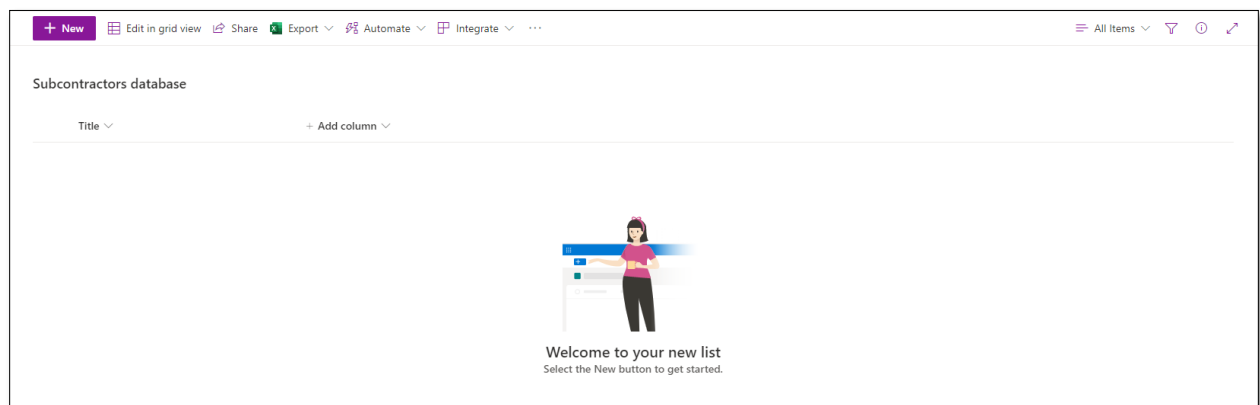 + New Edit in grid view Share Export Automate Integrate ··· All Items
Subcontractors database
Title + Add column
Welcome to your new list
Select the New button to get started.